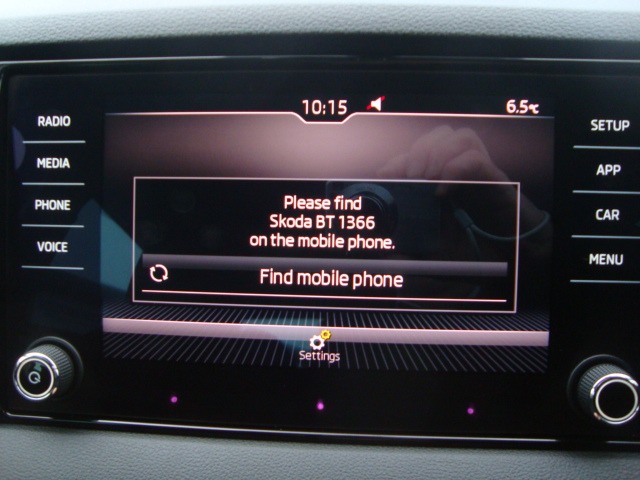 10:15
6.5°C
RADIO
MEDIA
PHONE
VOICE
Please find
Skoda BT 1366
on the mobile phone.
Find mobile phone
Settings
SETUP
APP
CAR
MENU